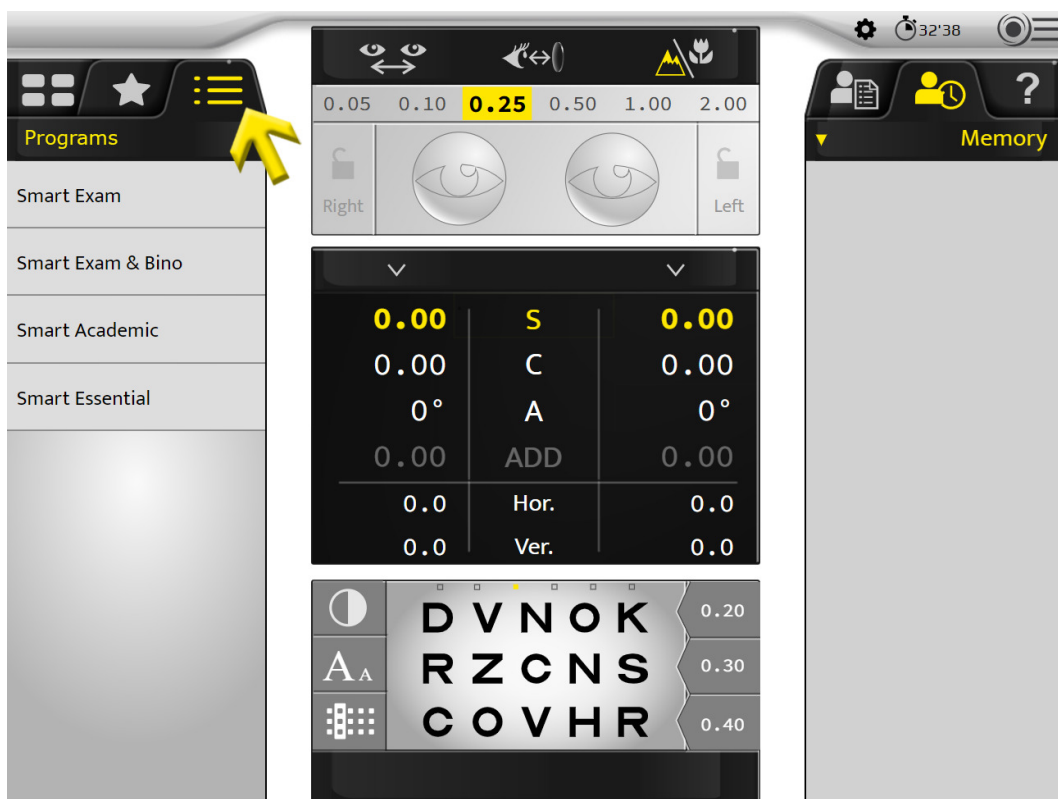 32'38
Programs
Smart Exam
Smart Exam & Bino
Smart Academic
Smart Essential
0.05 0.10 0.25 0.50 1.00 2.00
Right Left
0.00 S 0.00
0.00 C 0.00
0° A 0°
0.00 ADD 0.00
0.0 Hor. 0.0
0.0 Ver. 0.0
A A
D V N O K 0.20
R Z C N S 0.30
C O V H R 0.40
?
Memory